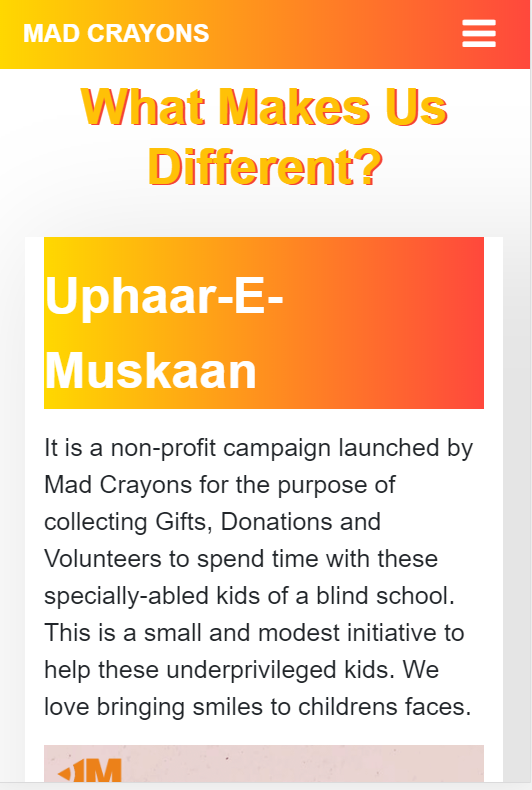 MAD CRAYONS
What Makes Us
Different?
Uphaar-E-
Muskaan
It is a non-profit campaign launched by
Mad Crayons for the purpose of
collecting Gifts, Donations and
Volunteers to spend time with these
specially-abled kids of a blind school.
This is a small and modest initiative to
help these underprivileged kids. We
love bringing smiles to childrens faces.